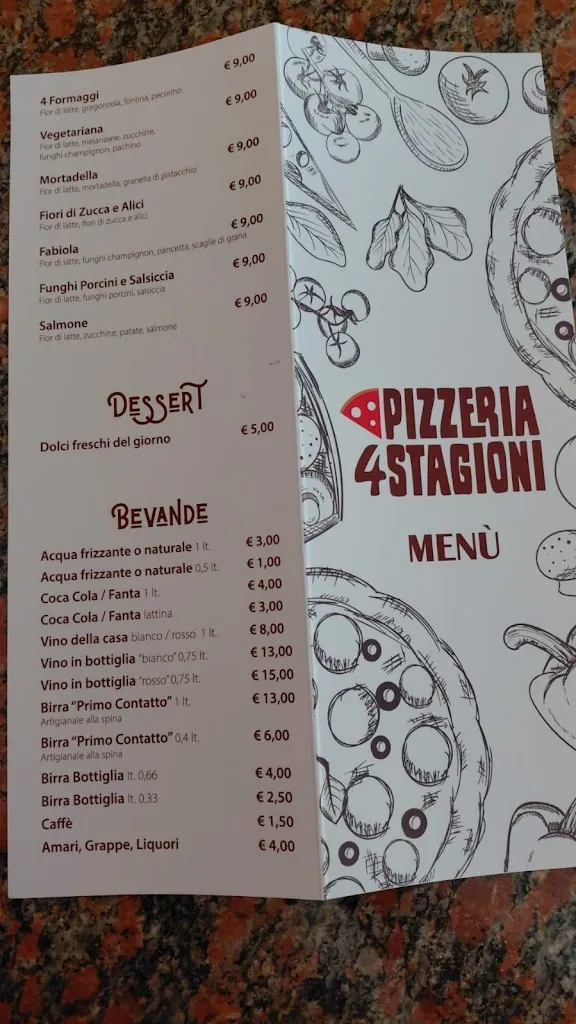 4 Formaggi € 9,00
Fior di latte, gorgonzola, fontina, pecorino
Vegetariana € 9,00
Fior di latte, melanzane, zucchine,
funghi champignon, pachino
Mortadella € 9,00
Fior di latte, mortadella, granella di pistacchio
Fiori di Zucca e Alici € 9,00
Fior di latte, fiori di zucca e alici
Fabiola € 9,00
Fior di latte, funghi champignon, pancetta, scaglie di grana
Funghi Porcini e Salsiccia € 9,00
Fior di latte, funghi porcini, salsiccia
Salmone € 9,00
Fior di latte, zucchine, patate, salmone
DESSERT
Dolci freschi del giorno € 5,00
BEVANDE
Acqua frizzante o naturale 1 lt. € 3,00
Acqua frizzante o naturale 0,5 lt. € 1,00
Coca Cola / Fanta 1 lt. € 4,00
Coca Cola / Fanta lattina € 3,00
Vino della casa bianco / rosso 1 lt. € 8,00
Vino in bottiglia "bianco" 0,75 lt. € 13,00
Vino in bottiglia "rosso" 0,75 lt. € 15,00
Birra "Primo Contatto" 1 lt. € 13,00
Artigianale alla spina
Birra "Primo Contatto" 0,4 lt. € 6,00
Artigianale alla spina
Birra Bottiglia lt. 0,66 € 4,00
Birra Bottiglia lt. 0,33 € 2,50
Caffè € 1,50
Amari, Grappe, Liquori € 4,00
PIZZERIA
4STAGIONI
MENÙ